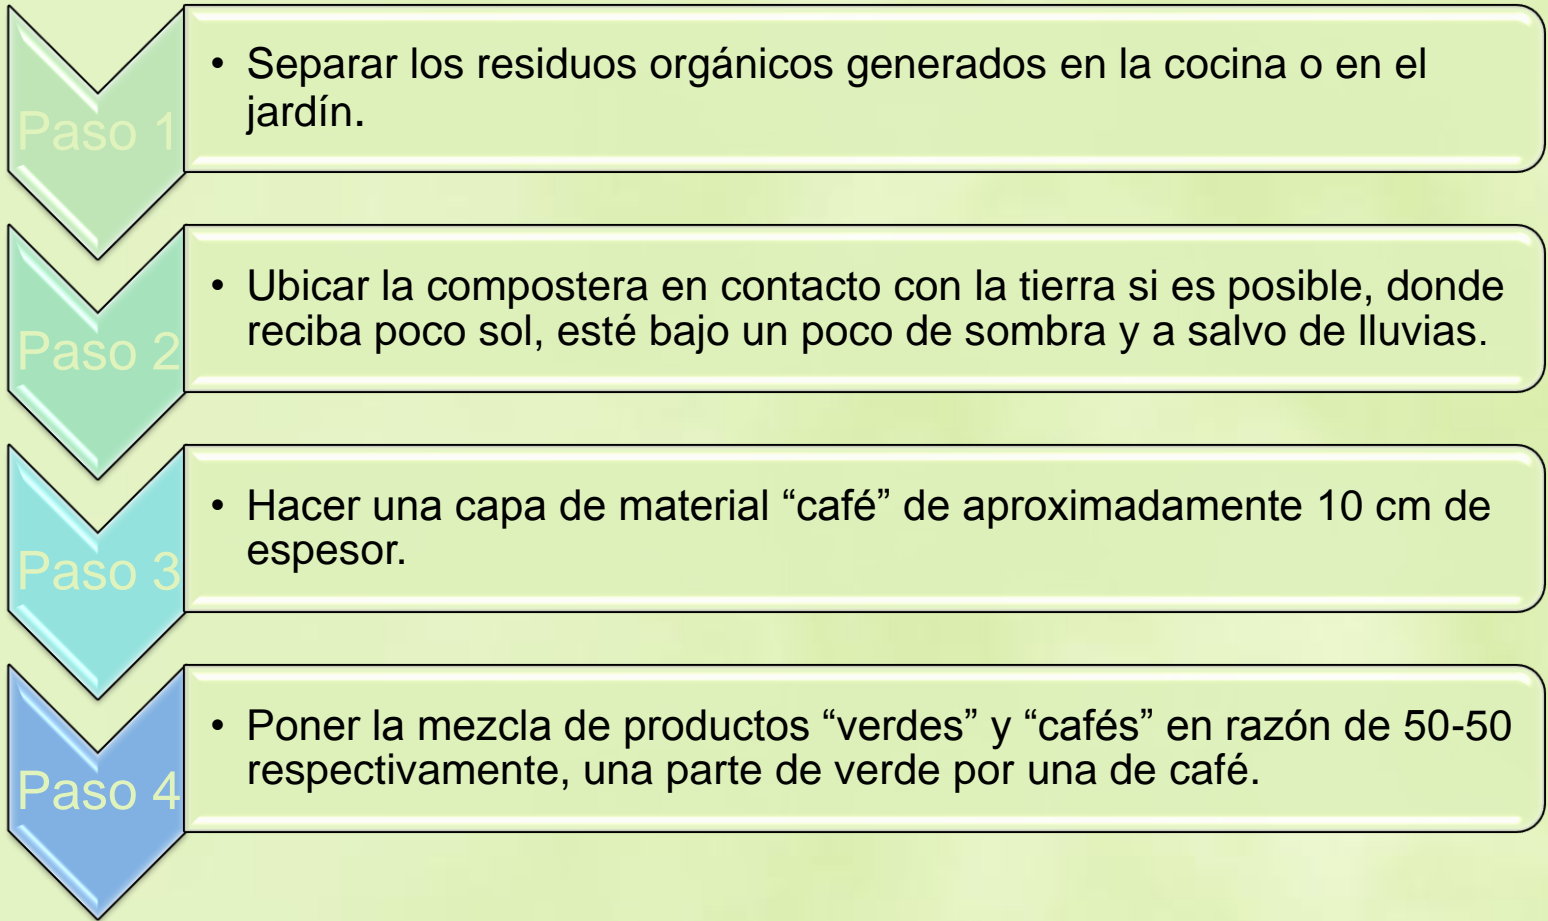 Paso 1
• Separar los residuos orgánicos generados en la cocina o en el
jardín.
Paso 2
• Ubicar la compostera en contacto con la tierra si es posible, donde
reciba poco sol, esté bajo un poco de sombra y a salvo de lluvias.
Paso 3
• Hacer una capa de material “café” de aproximadamente 10 cm de
espesor.
Paso 4
• Poner la mezcla de productos “verdes” y “cafés” en razón de 50-50
respectivamente, una parte de verde por una de café.